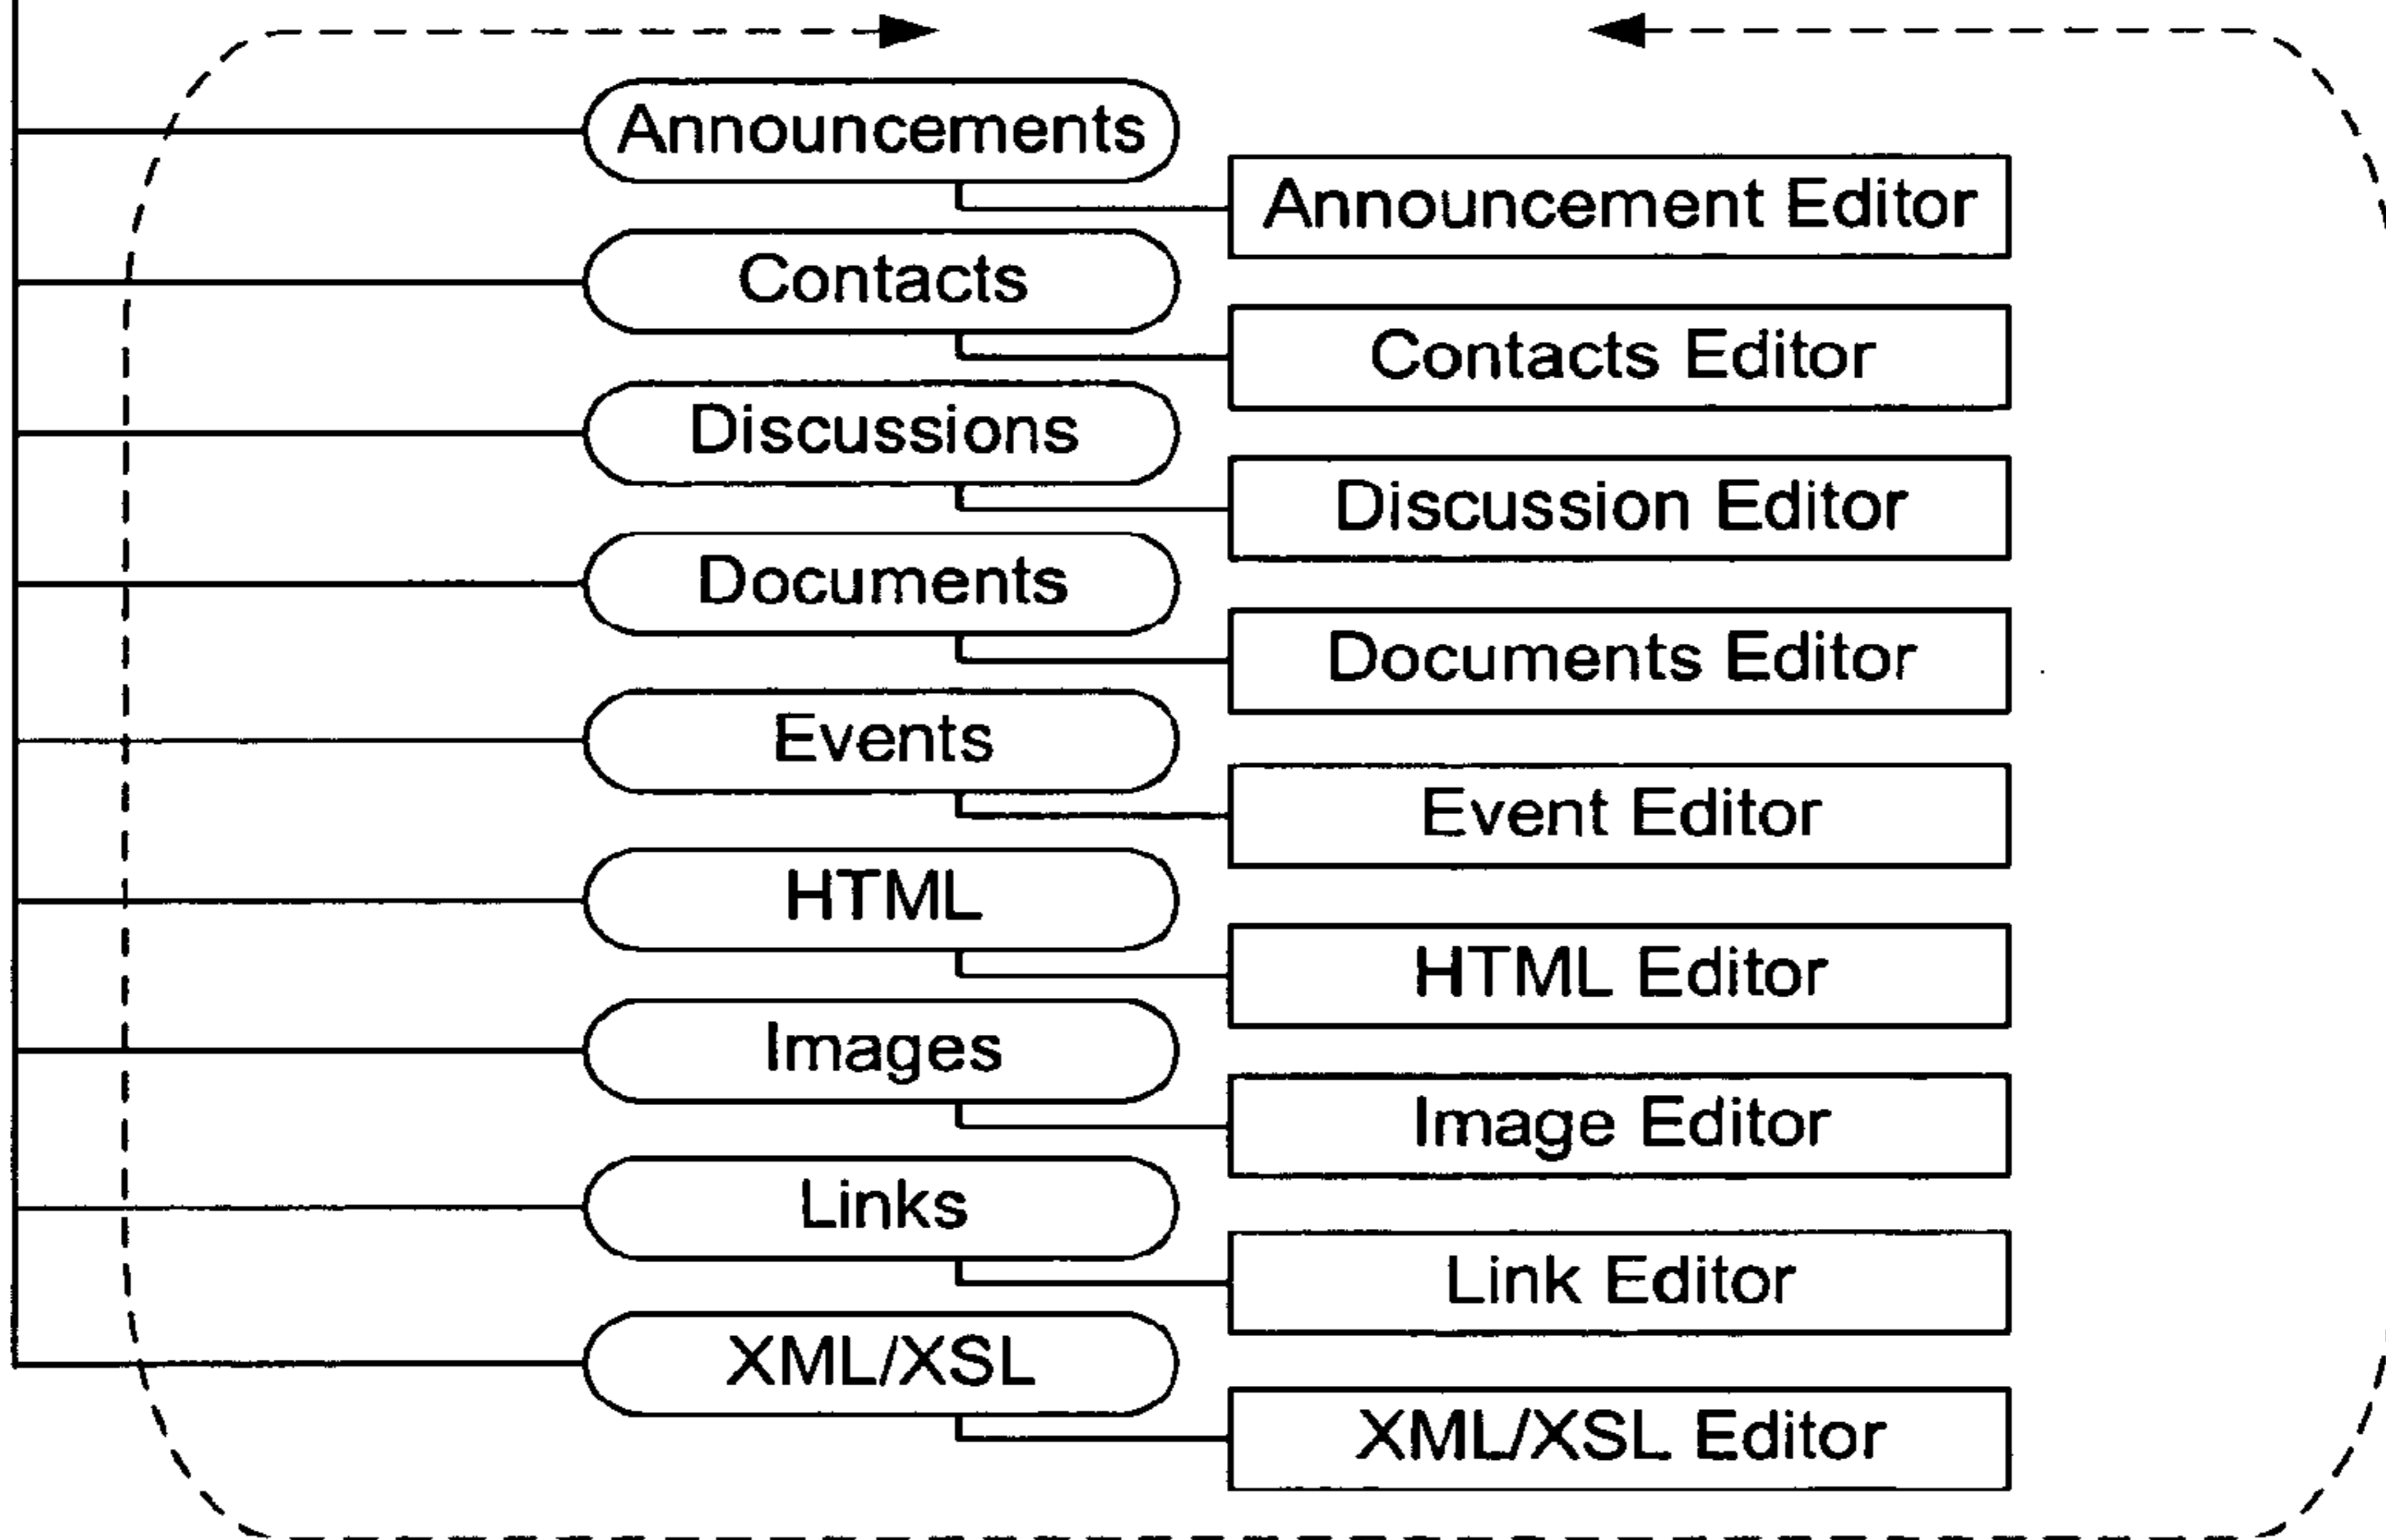 Announcements
Announcement Editor
Contacts
Contacts Editor
Discussions
Discussion Editor
Documents
Documents Editor
Events
Event Editor
HTML
HTML Editor
Images
Image Editor
Links
Link Editor
XML/XSL
XML/XSL Editor